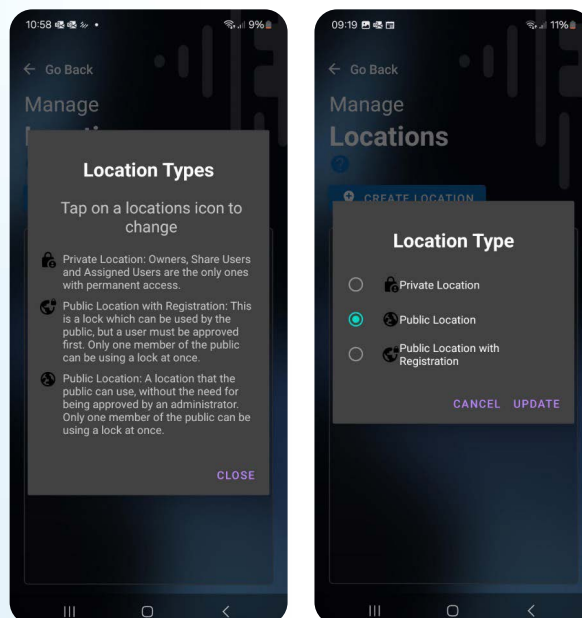 10:58
9%
Go Back
Manage
Location Types
Tap on a locations icon to
change
Private Location: Owners, Share Users
and Assigned Users are the only ones
with permanent access.
Public Location with Registration: This
is a lock which can be used by the
public, but a user must be approved
first. Only one member of the public
can be using a lock at once.
Public Location: A location that the
public can use, without the need for
being approved by an administrator.
Only one member of the public can be
using a lock at once.
CLOSE
09:19
11%
Go Back
Manage
Locations
CREATE LOCATION
Location Type
Private Location
Public Location
Public Location with
Registration
CANCEL UPDATE